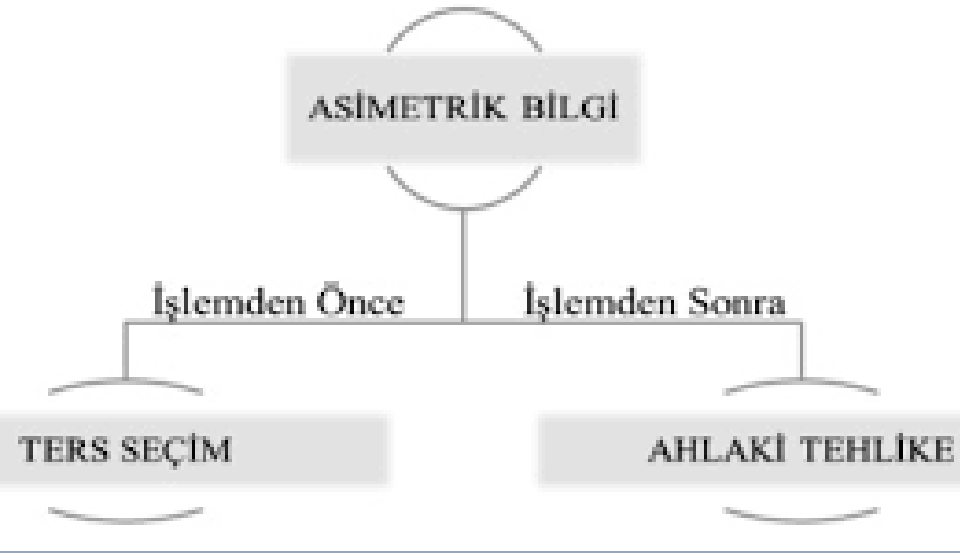 ASİMETRİK BİLGİ
İşlemden Önce
İşlemden Sonra
TERS SEÇİM
AHLAKİ TEHLİKE